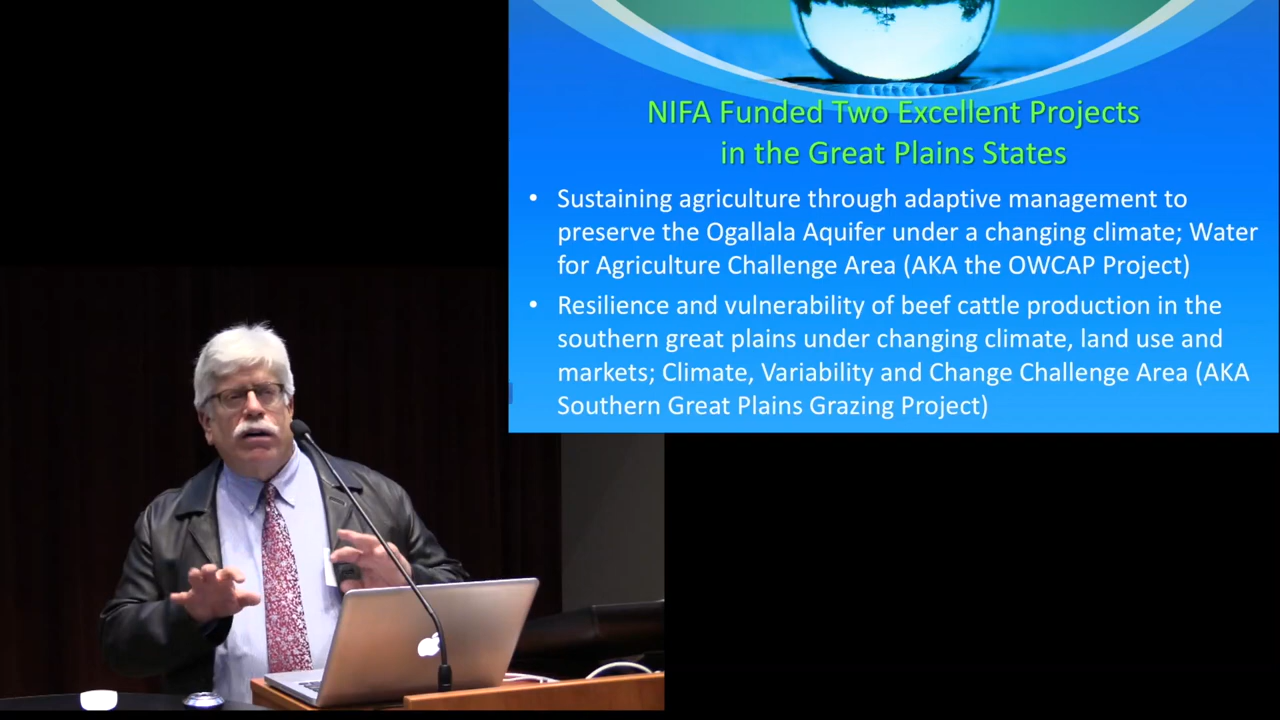 NIFA Funded Two Excellent Projects
in the Great Plains States
• Sustaining agriculture through adaptive management to
preserve the Ogallala Aquifer under a changing climate; Water
for Agriculture Challenge Area (AKA the OWCAP Project)
• Resilience and vulnerability of beef cattle production in the
southern great plains under changing climate, land use and
markets; Climate, Variability and Change Challenge Area (AKA
Southern Great Plains Grazing Project)